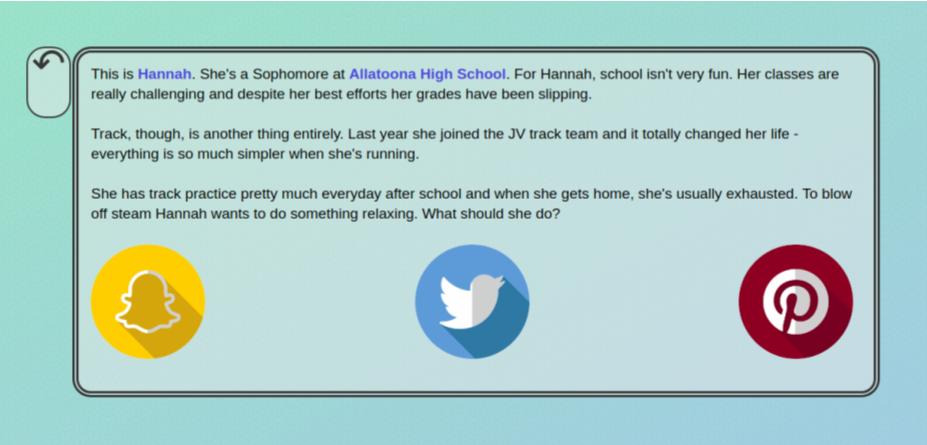 This is Hannah. She's a Sophomore at Allatoona High School. For Hannah, school isn't very fun. Her classes are
really challenging and despite her best efforts her grades have been slipping.
Track, though, is another thing entirely. Last year she joined the JV track team and it totally changed her life -
everything is so much simpler when she's running.
She has track practice pretty much everyday after school and when she gets home, she's usually exhausted. To blow
off steam Hannah wants to do something relaxing. What should she do?